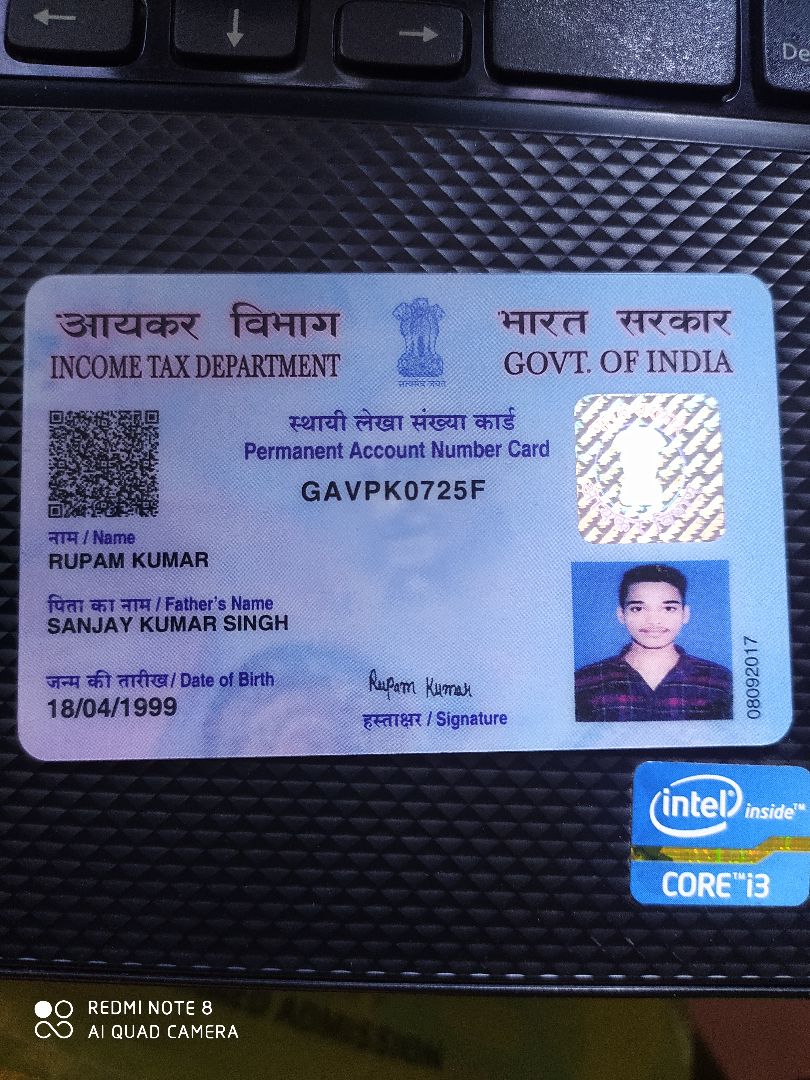 De
आयकर विभाग
INCOME TAX DEPARTMENT
सत्यमेव जयते
भारत सरकार
GOVT. OF INDIA
स्थायी लेखा संख्या कार्ड
Permanent Account Number Card
GAVPK0725F
नाम / Name
RUPAM KUMAR
पिता का नाम / Father's Name
SANJAY KUMAR SINGH
जन्म की तारीख / Date of Birth
18/04/1999
Rupam Kumar
हस्ताक्षर / Signature
08092017
intel inside™
CORE™ i3
REDMI NOTE 8
AI QUAD CAMERA